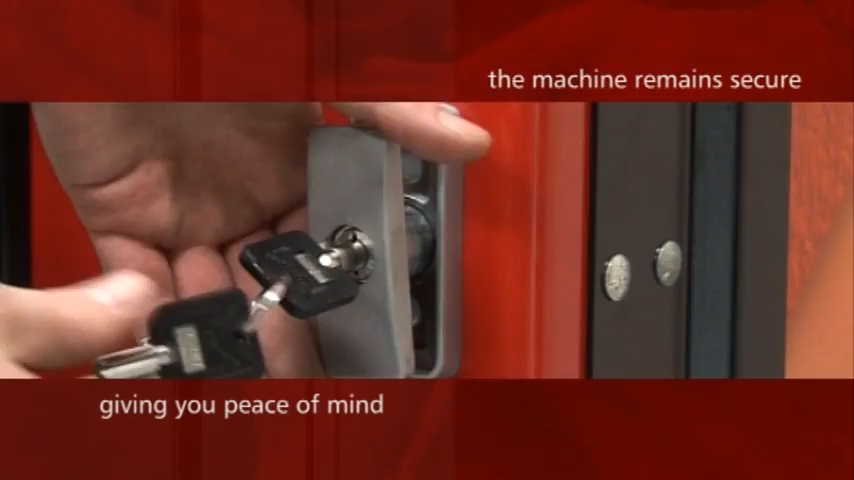 the machine remains secure
giving you peace of mind